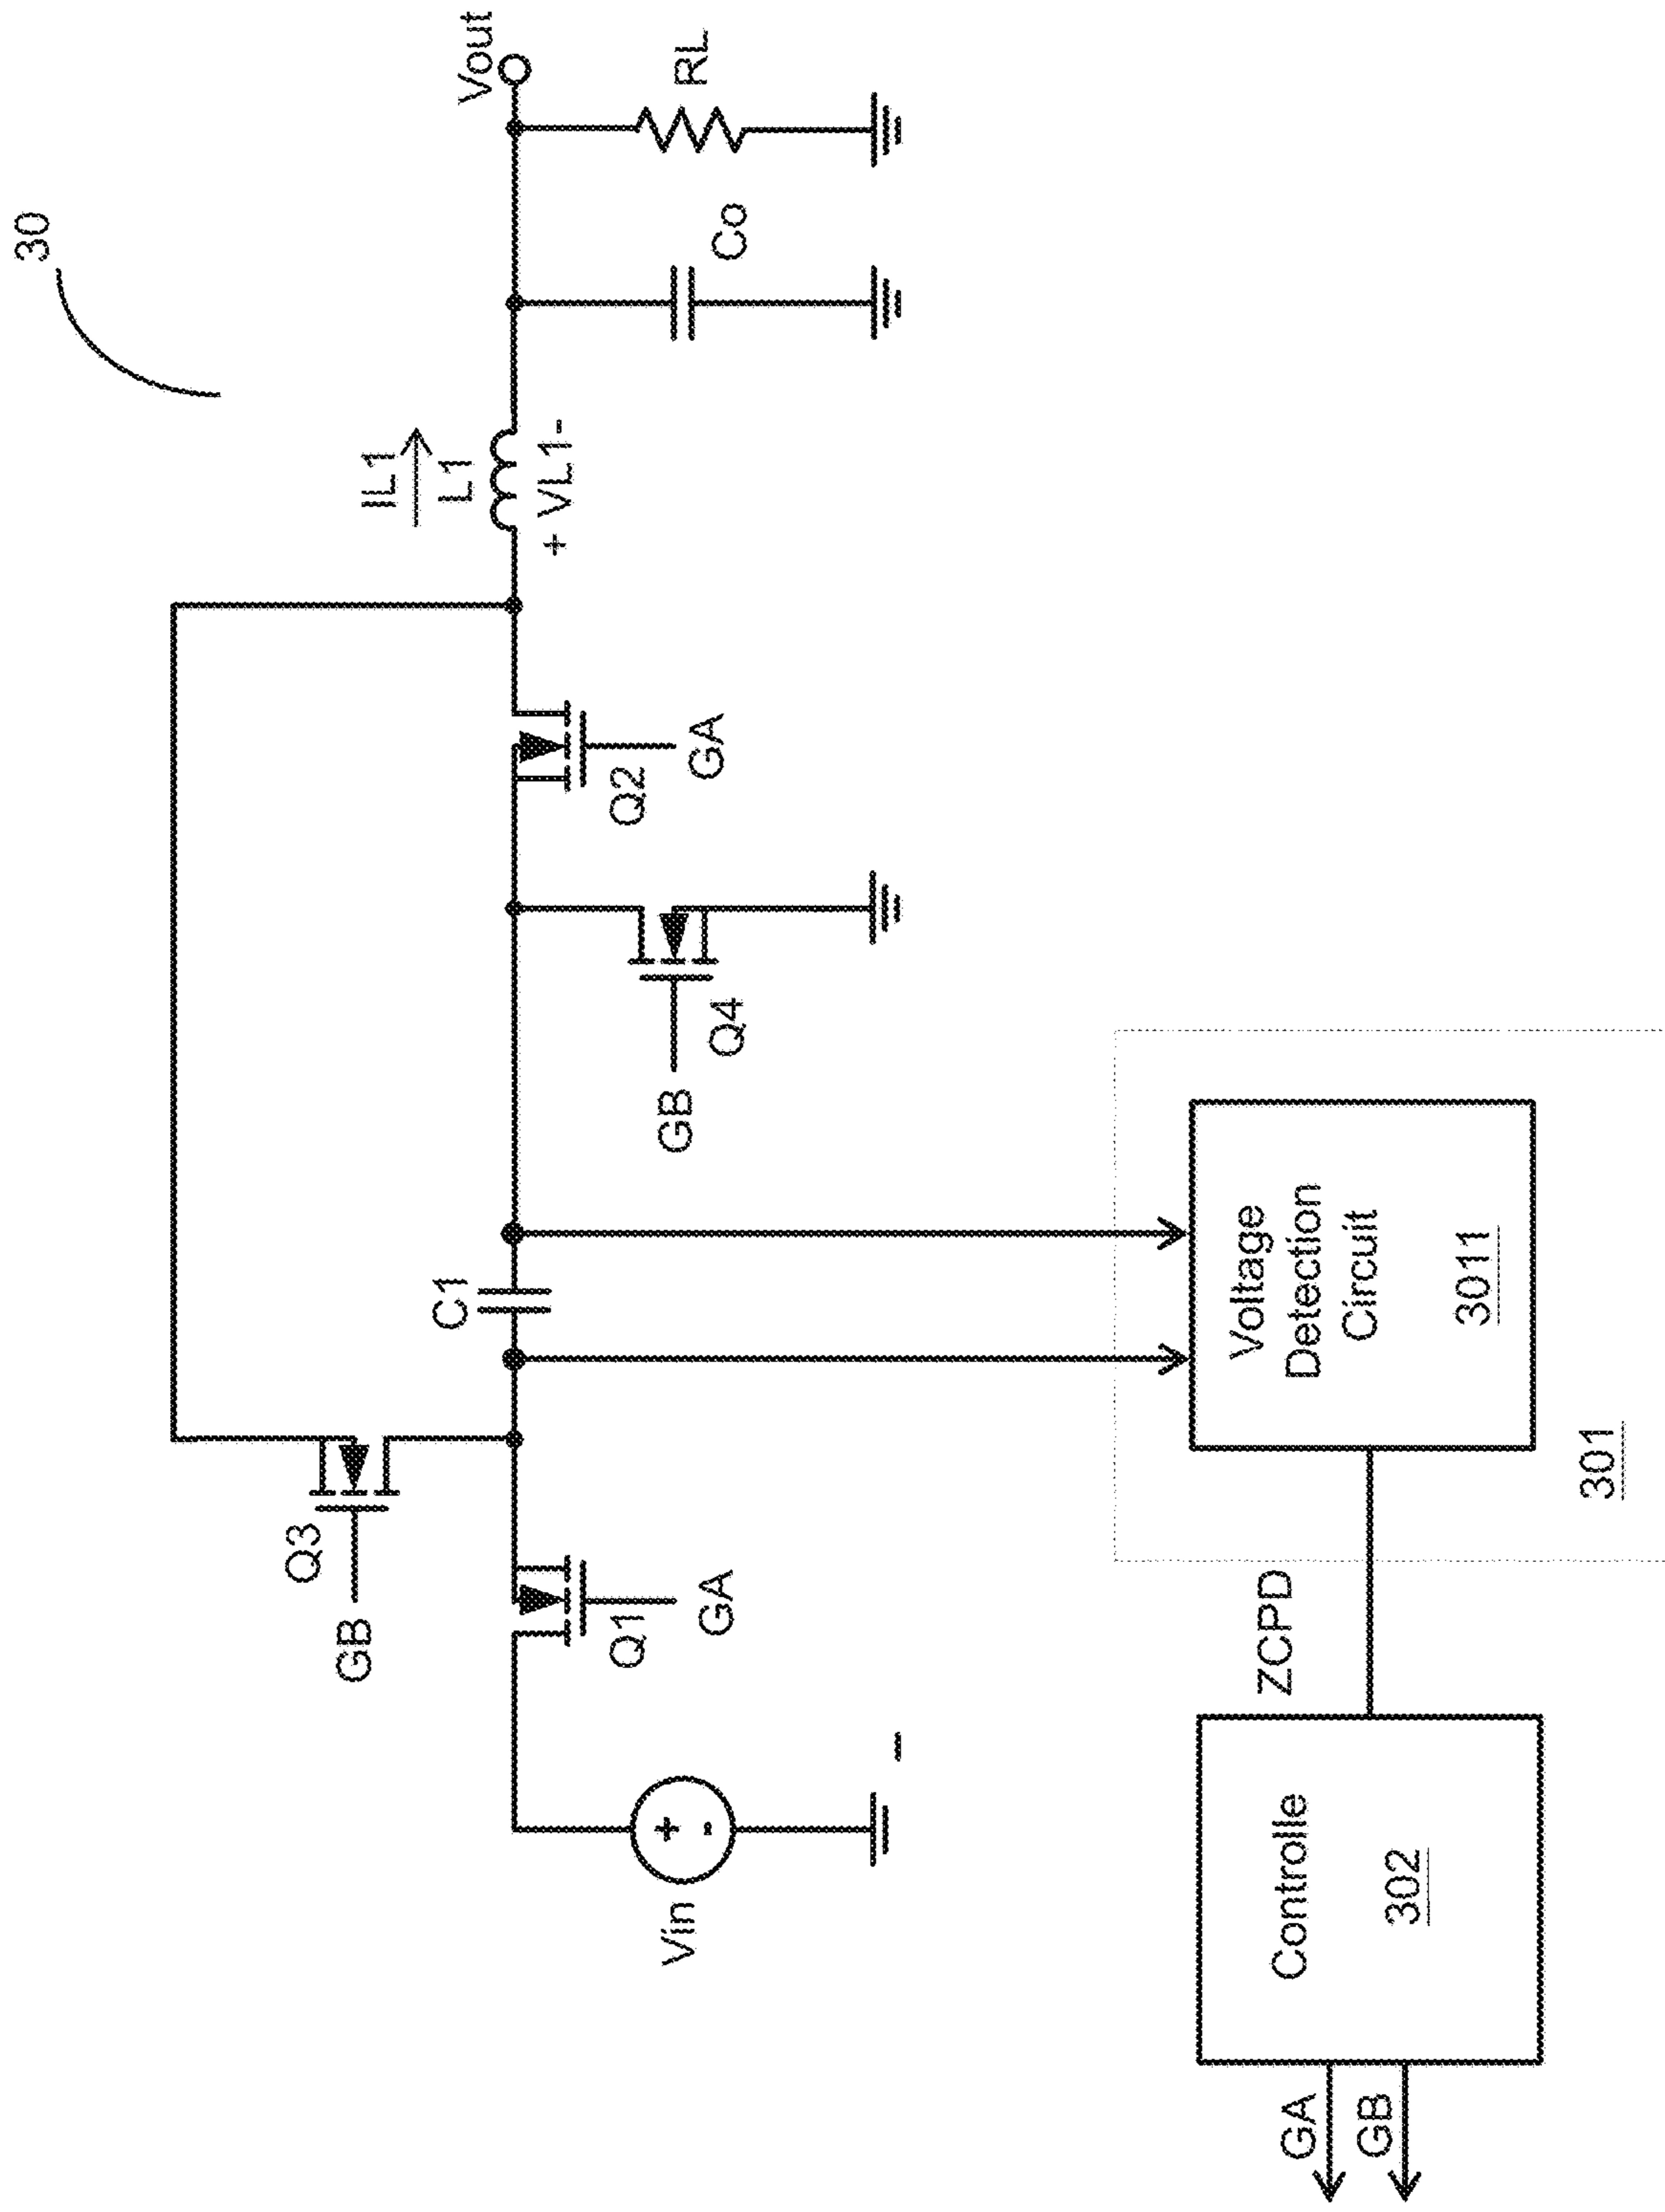 30
IL1
L1
+ VL1-
Vout
RL
Co
Q3
GB
C1
Q1
GA
Q2
GA
GB
Q4
Vin
+
-
GA
GB
Controlle
302
ZCPD
Voltage
Detection
Circuit
3011
301